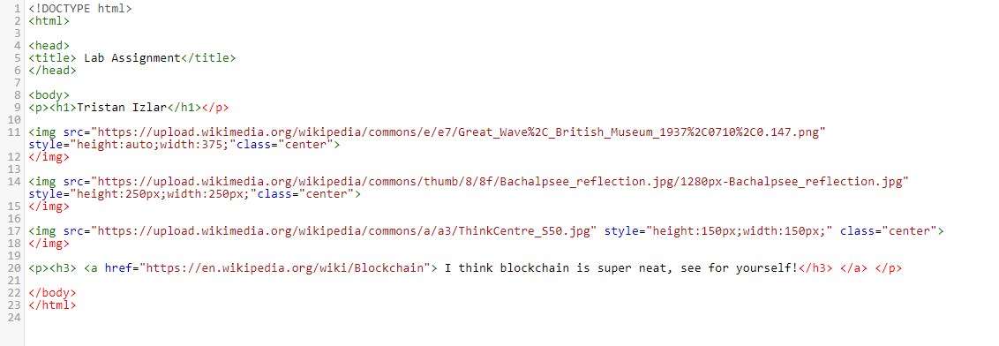 1 <!DOCTYPE html>
2 <html>
3
4 <head>
5 <title> Lab Assignment</title>
6 </head>
7
8 <body>
9 <p><h1>Tristan Izlar</h1></p>
10
11 <img src="https://upload.wikimedia.org/wikipedia/commons/e/e7/Great_Wave%2C_British_Museum_1937%2C0710%2C0.147.png"
style="height:auto;width:375;"class="center">
12 </img>
13
14 <img src="https://upload.wikimedia.org/wikipedia/commons/thumb/8/8f/Bachalpsee_reflection.jpg/1280px-Bachalpsee_reflection.jpg"
style="height:250px;width:250px;"class="center">
15 </img>
16
17 <img src="https://upload.wikimedia.org/wikipedia/commons/a/a3/ThinkCentre_S50.jpg" style="height:150px;width:150px;" class="center">
18 </img>
19
20 <p><h3> <a href="https://en.wikipedia.org/wiki/Blockchain"> I think blockchain is super neat, see for yourself!</h3> </a> </p>
21
22 </body>
23 </html>
24